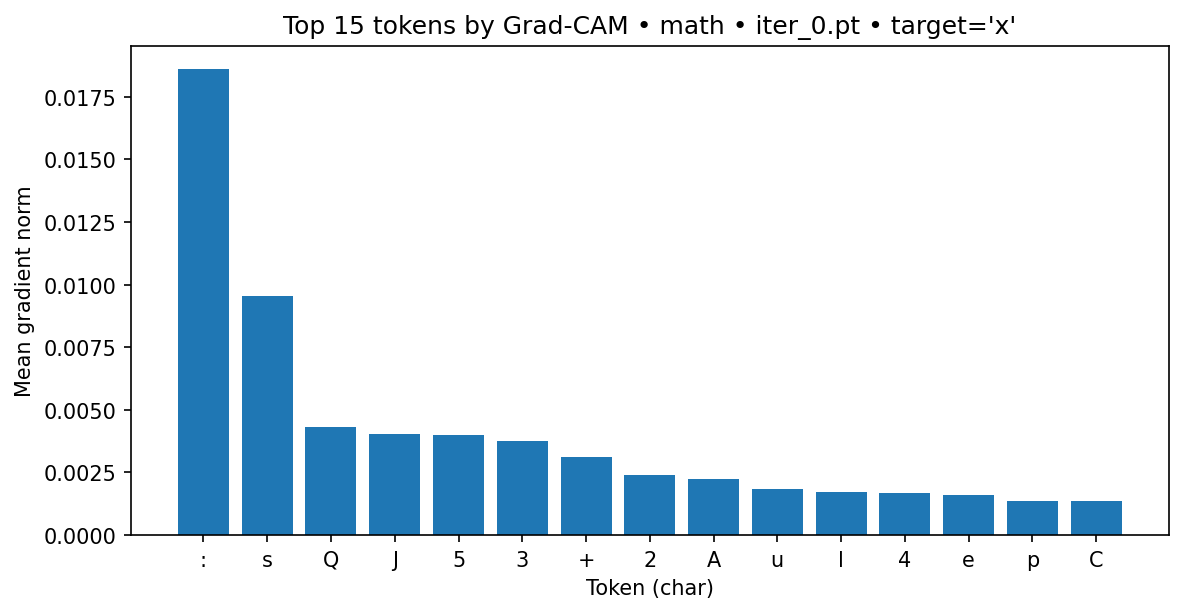 Top 15 tokens by Grad-CAM • math • iter_0.pt • target='x'
Mean gradient norm
0.0175
0.0150
0.0125
0.0100
0.0075
0.0050
0.0025
0.0000
: s Q J 5 3 + 2 A u I 4 e p C
Token (char)